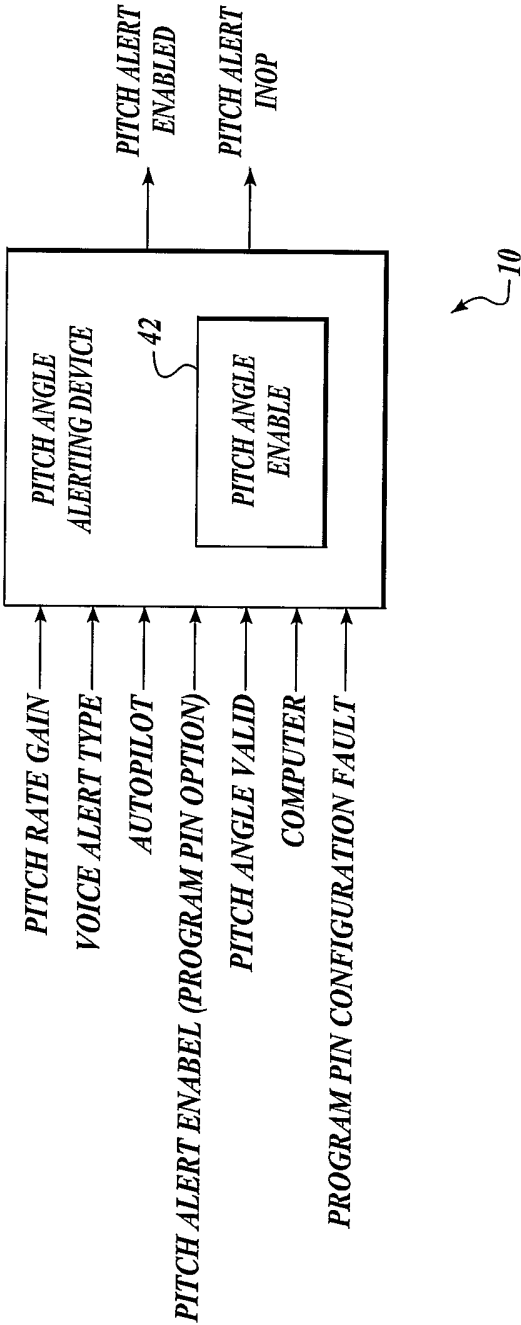 PITCH RATE GAIN
VOICE ALERT TYPE
AUTOPILOT
PITCH ALERT ENABEL (PROGRAM PIN OPTION)
PITCH ANGLE VALID
COMPUTER
PROGRAM PIN CONFIGURATION FAULT
PITCH ANGLE
ALERTING DEVICE
42
PITCH ANGLE
ENABLE
PITCH ALERT
ENABLED
PITCH ALERT
INOP
10